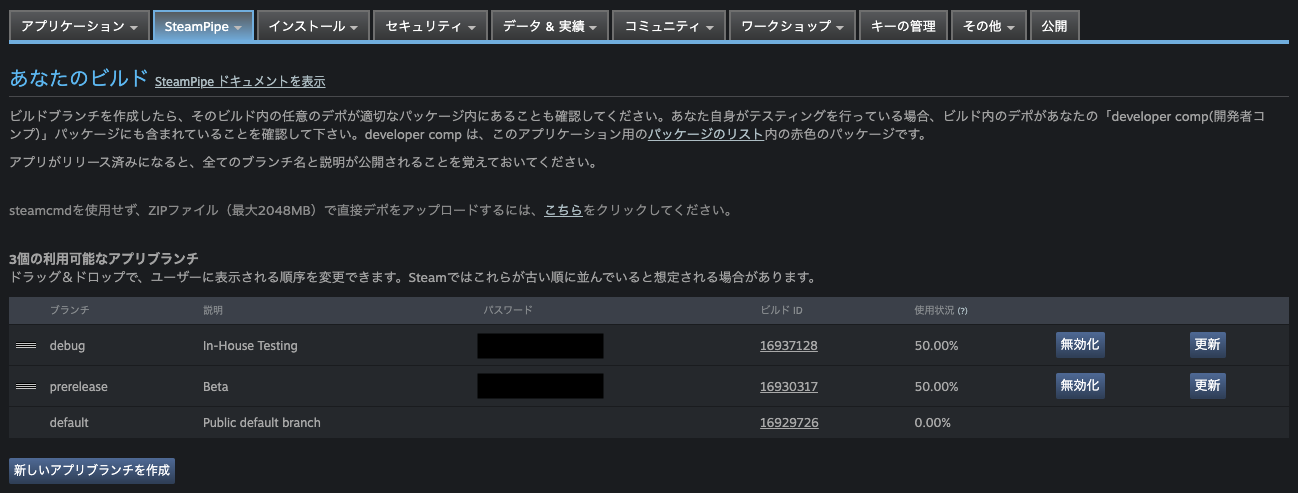 アプリケーション SteamPipe インストール セキュリティ データ & 実績 コミュニティ ワークショップ キーの管理 その他 公開
あなたのビルド SteamPipe ドキュメントを表示
ビルドブランチを作成したら、そのビルド内の任意のデポが適切なパッケージ内にあることも確認してください。あなた自身がテスティングを行っている場合、ビルド内のデポがあなたの「developer comp(開発者コ
ンプ)」パッケージにも含まれていることを確認して下さい。developer comp は、このアプリケーション用のパッケージのリスト内の赤色のパッケージです。
アプリがリリース済みになると、全てのブランチ名と説明が公開されることを覚えておいてください。
steamcmdを使用せず、ZIPファイル（最大2048MB）で直接デポをアップロードするには、こちらをクリックしてください。
3個の利用可能なアプリブランチ
ドラッグ＆ドロップで、ユーザーに表示される順序を変更できます。Steamではこれらが古い順に並んでいると想定される場合があります。
ブランチ 説明 パスワード ビルド ID 使用状況 (?)
debug In-House Testing 16937128 50.00% 無効化 更新
prerelease Beta 16930317 50.00% 無効化 更新
default Public default branch 16929726 0.00%
新しいアプリブランチを作成